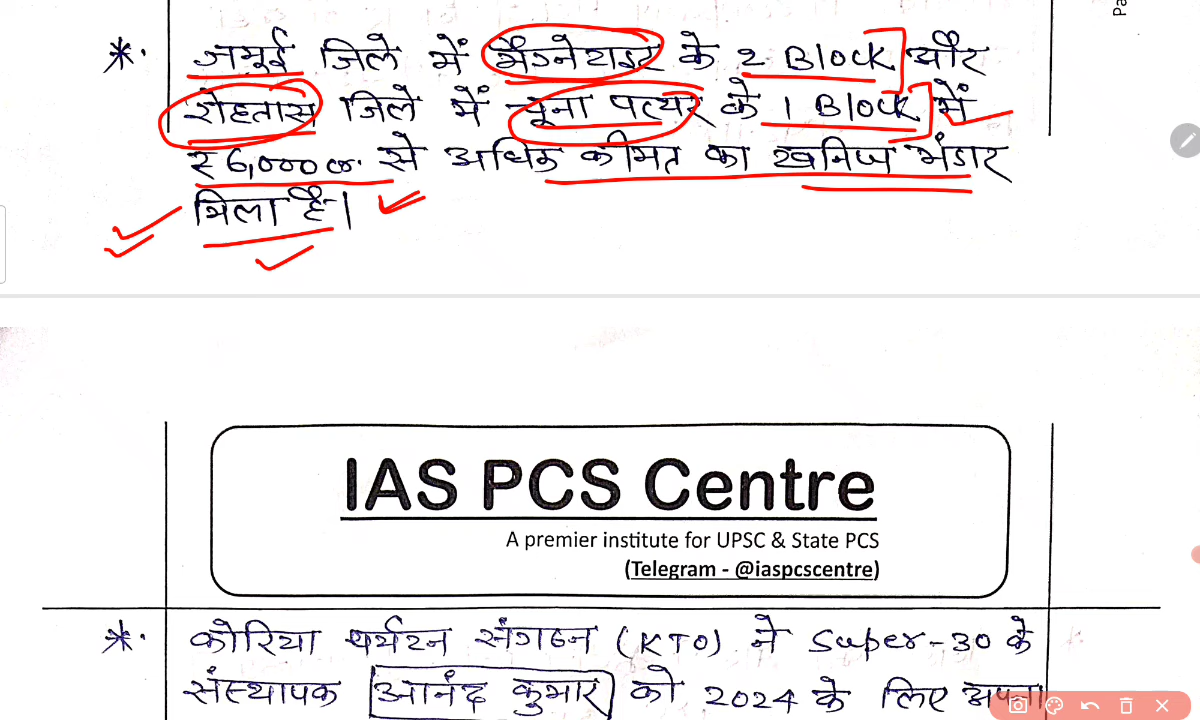 *. जमूई जिले में मैग्नेटाइट के 2 Block और
रोहतास जिले में चूना पत्थर के 1 Block में
₹ 6,000 cr. से अधिक कीमत का खनिज भंडार
मिला है।
IAS PCS Centre
A premier institute for UPSC & State PCS
(Telegram - @iaspcscentre)
*. कोरिया पर्यटन संगठन (KTO) ने Super-30 के
संस्थापक आनंद कुमार को 2024 के लिए अपना